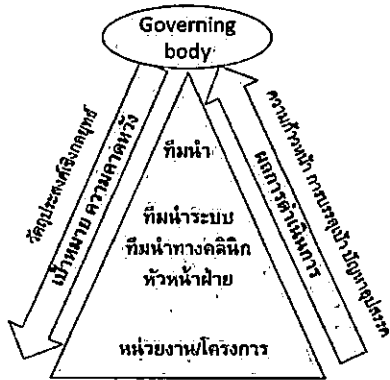 Governing
body
วัตถุประสงค์เชิงกลยุทธ์
เป้าหมาย ความคาดหวัง
ทีมนำ
ทีมนำระบบ
ทีมนำทางคลินิก
หัวหน้าฝ่าย
หน่วยงาน/โครงการ
ผลการดำเนินการ
ความก้าวหน้า การบรรลุเป้า ปัญหาอุปสรรค